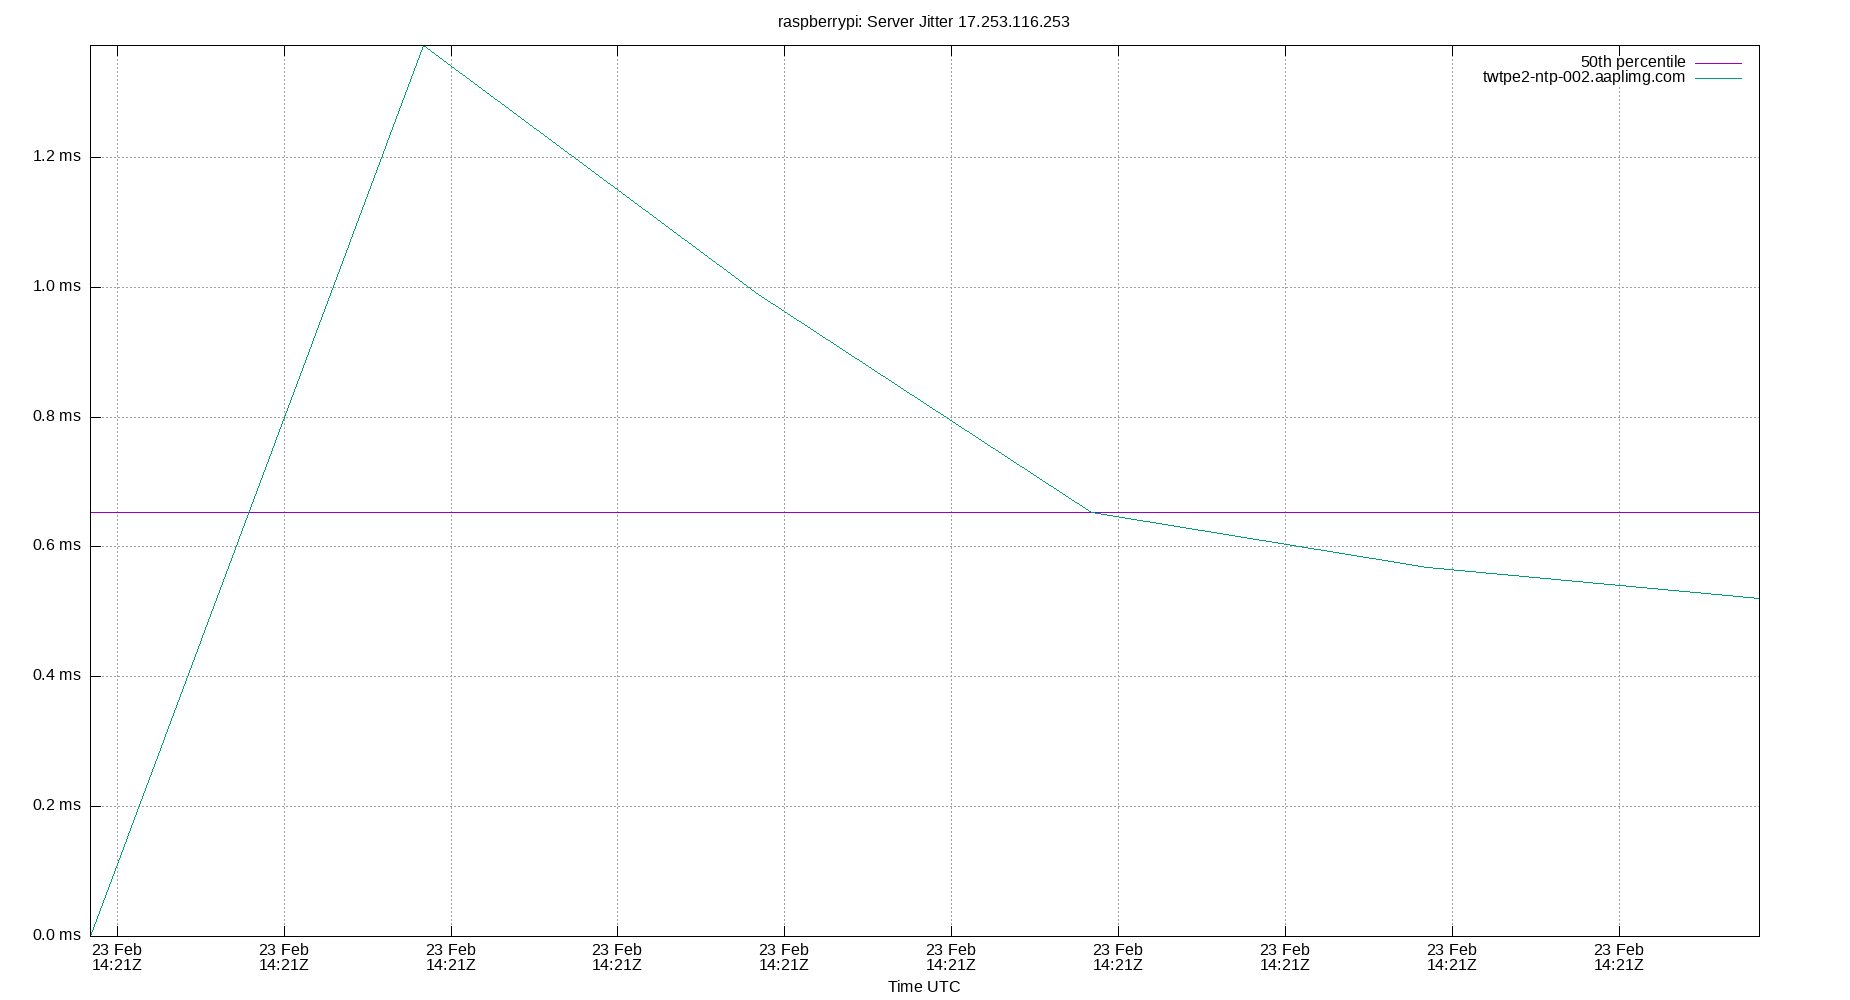 raspberrypi: Server Jitter 17.253.116.253
50th percentile
twtpe2-ntp-002.aaplimg.com
1.2 ms
1.0 ms
0.8 ms
0.6 ms
0.4 ms
0.2 ms
0.0 ms
23 Feb 23 Feb 23 Feb 23 Feb 23 Feb 23 Feb 23 Feb 23 Feb 23 Feb 23 Feb
14:21Z 14:21Z 14:21Z 14:21Z 14:21Z 14:21Z 14:21Z 14:21Z 14:21Z 14:21Z
Time UTC